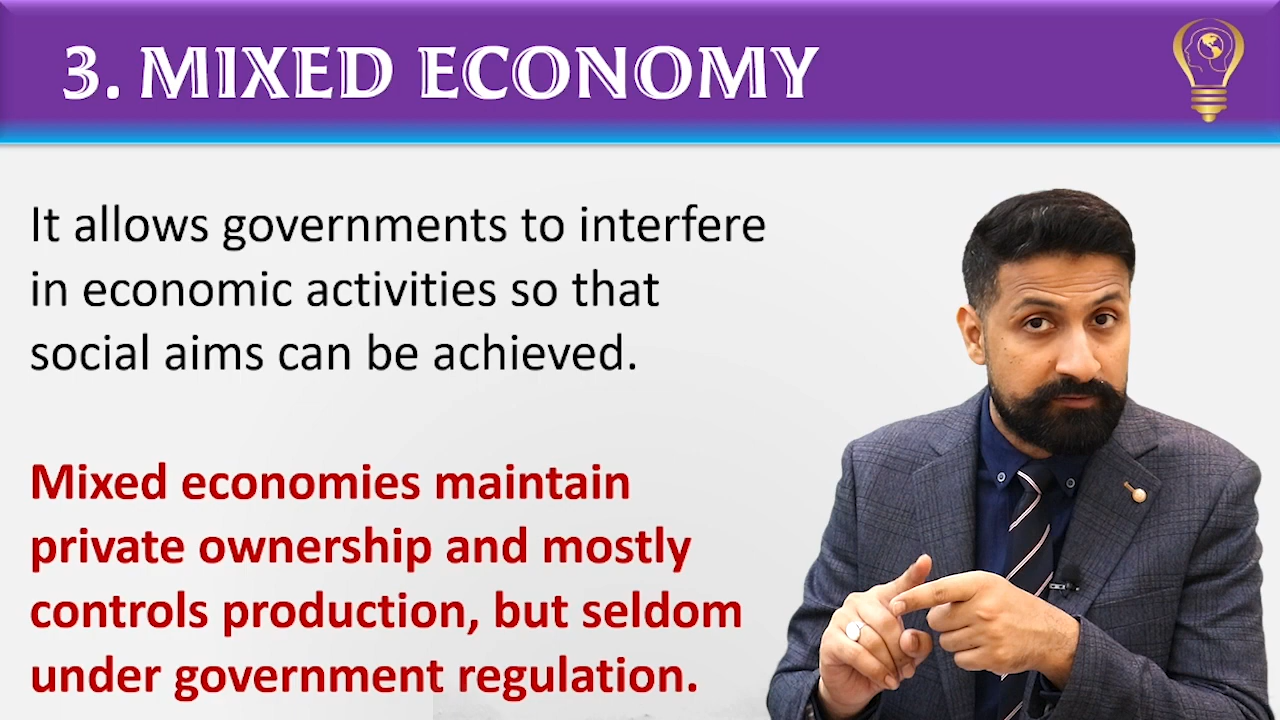 3. MIXED ECONOMY
It allows governments to interfere
in economic activities so that
social aims can be achieved.
Mixed economies maintain
private ownership and mostly
controls production, but seldom
under government regulation.